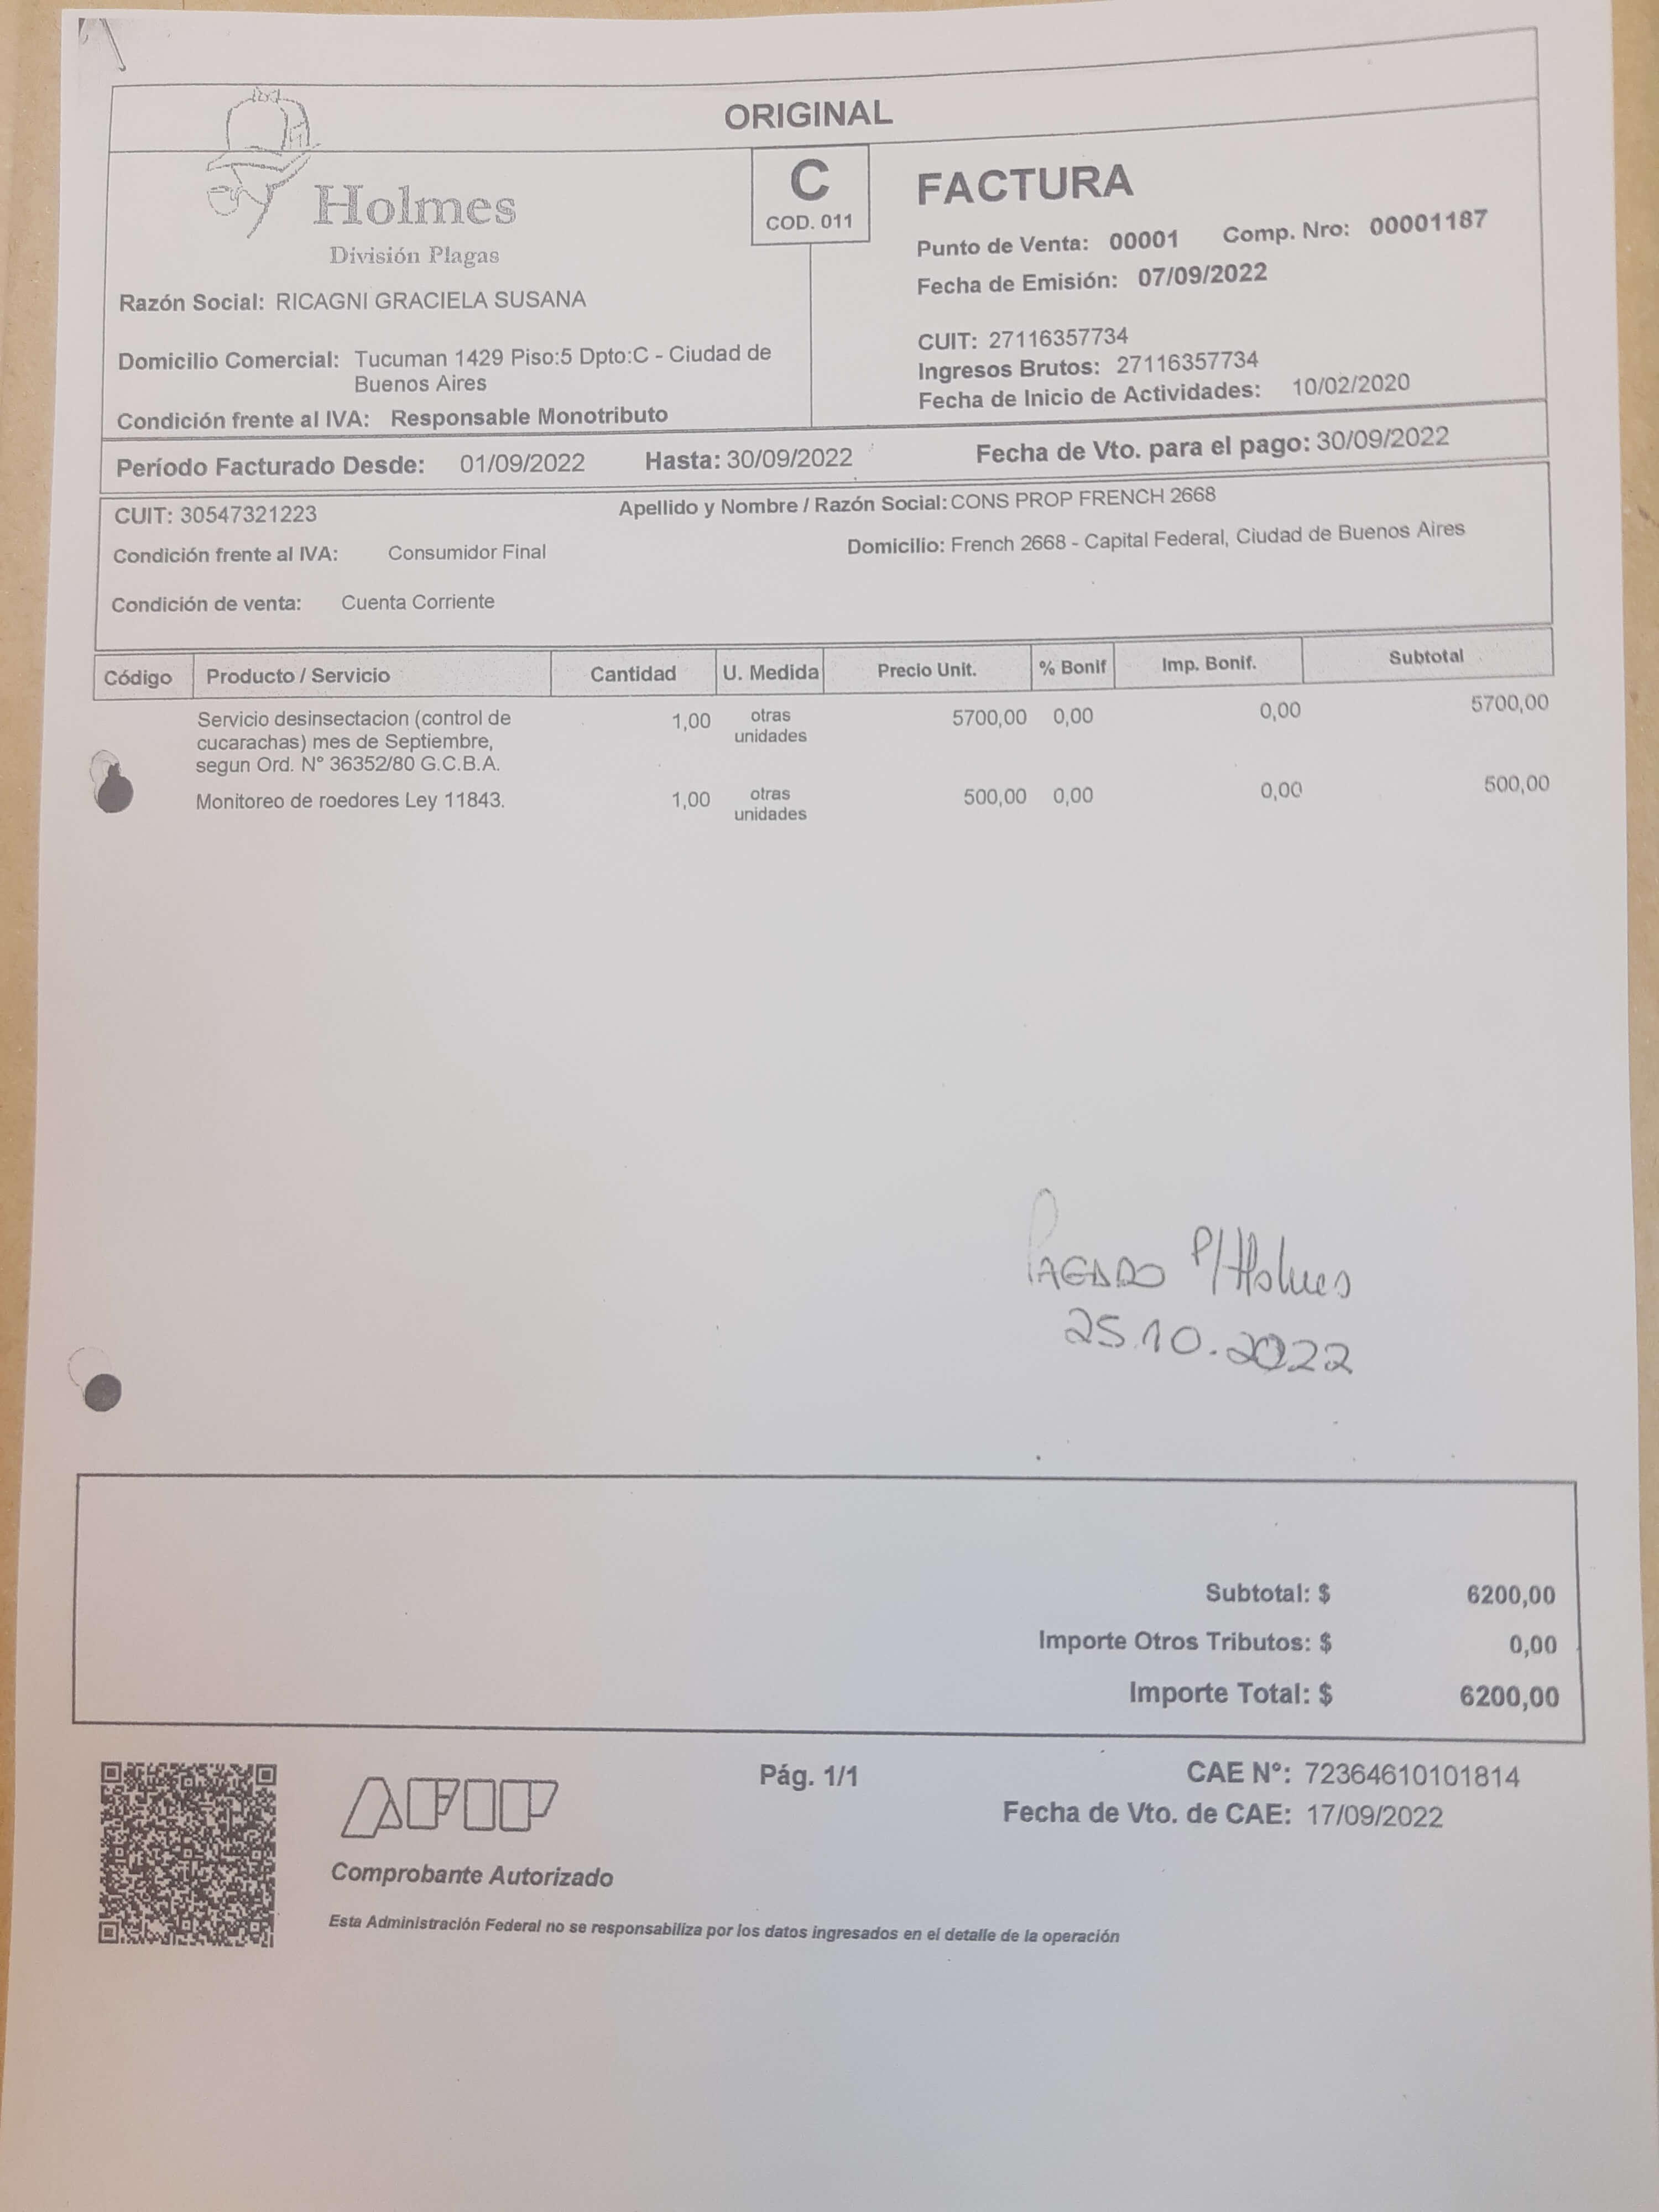 ORIGINAL
Holmes
División Plagas
C
COD. 011
FACTURA
Punto de Venta: 00001 Comp. Nro: 00001187
Fecha de Emisión: 07/09/2022
Razón Social: RICAGNI GRACIELA SUSANA
Domicilio Comercial: Tucuman 1429 Piso:5 Dpto:C - Ciudad de
Buenos Aires
Condición frente al IVA: Responsable Monotributo
CUIT: 27116357734
Ingresos Brutos: 27116357734
Fecha de Inicio de Actividades: 10/02/2020
Período Facturado Desde: 01/09/2022 Hasta: 30/09/2022 Fecha de Vto. para el pago: 30/09/2022
CUIT: 30547321223 Apellido y Nombre / Razón Social: CONS PROP FRENCH 2668
Condición frente al IVA: Consumidor Final Domicilio: French 2668 - Capital Federal, Ciudad de Buenos Aires
Condición de venta: Cuenta Corriente
Código Producto / Servicio Cantidad U. Medida Precio Unit. % Bonif Imp. Bonif. Subtotal
Servicio desinsectacion (control de 1,00 otras 5700,00 0,00 0,00 5700,00
cucarachas) mes de Septiembre, unidades
segun Ord. N° 36352/80 G.C.B.A.
Monitoreo de roedores Ley 11843. 1,00 otras 500,00 0,00 0,00 500,00
unidades
PAGADO P/Holmes
25.10.2022
Subtotal: $ 6200,00
Importe Otros Tributos: $ 0,00
Importe Total: $ 6200,00
AFIP
Pág. 1/1
CAE N°: 72364610101814
Fecha de Vto. de CAE: 17/09/2022
Comprobante Autorizado
Esta Administración Federal no se responsabiliza por los datos ingresados en el detalle de la operación